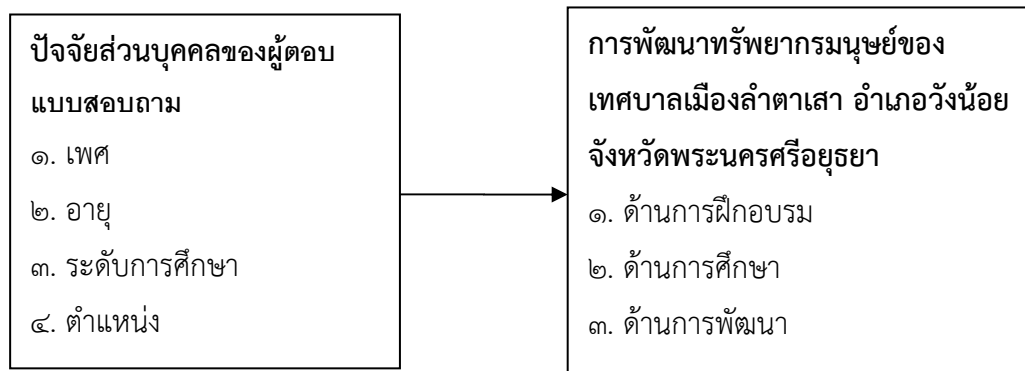 ปัจจัยส่วนบุคคลของผู้ตอบ
แบบสอบถาม
๑. เพศ
๒. อายุ
๓. ระดับการศึกษา
๔. ตำแหน่ง
การพัฒนาทรัพยากรมนุษย์ของ
เทศบาลเมืองลำตาเสา อำเภอวังน้อย
จังหวัดพระนครศรีอยุธยา
๑. ด้านการฝึกอบรม
๒. ด้านการศึกษา
๓. ด้านการพัฒนา